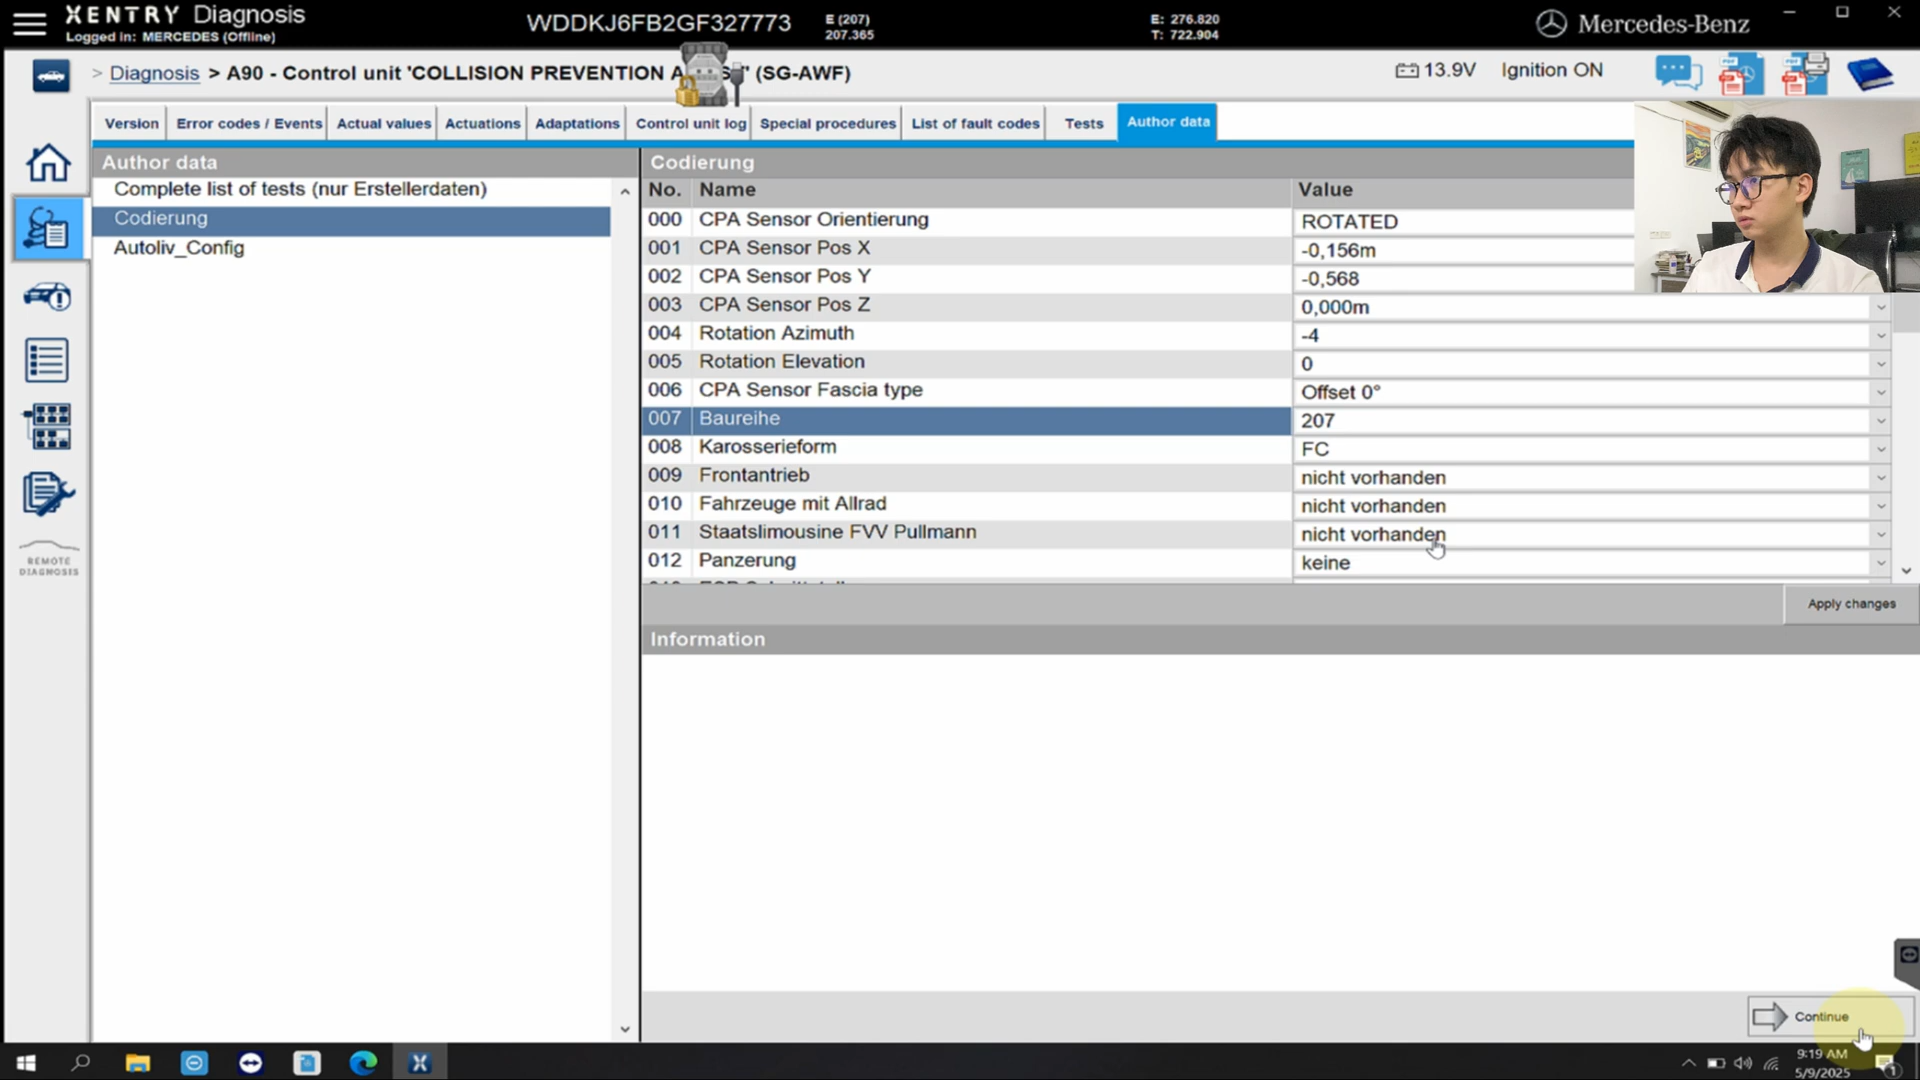 XENTRY Diagnosis
Logged in: MERCEDES (Offline)
WDDKJ6FB2GF327773
E (207)
207.365
E: 276.820
T: 722.904
Mercedes-Benz
> Diagnosis > A90 - Control unit 'COLLISION PREVENTION (SG-AWF)
13.9V
Ignition ON
Version
Error codes / Events
Actual values
Actuations
Adaptations
Control unit log
Special procedures
List of fault codes
Tests
Author data
Author data
Complete list of tests (nur Erstellerdaten)
Codierung
Autoliv_Config
REMOTE
DIAGNOSIS
Codierung
No. Name Value
000 CPA Sensor Orientierung ROTATED
001 CPA Sensor Pos X -0,156m
002 CPA Sensor Pos Y -0,568
003 CPA Sensor Pos Z 0,000m
004 Rotation Azimuth -4
005 Rotation Elevation 0
006 CPA Sensor Fascia type Offset 0°
007 Baureihe 207
008 Karosserieform FC
009 Frontantrieb nicht vorhanden
010 Fahrzeuge mit Allrad nicht vorhanden
011 Staatslimousine FVV Pullmann nicht vorhanden
012 Panzerung keine
Apply changes
Information
Continue
9:19 AM
5/9/2025
1